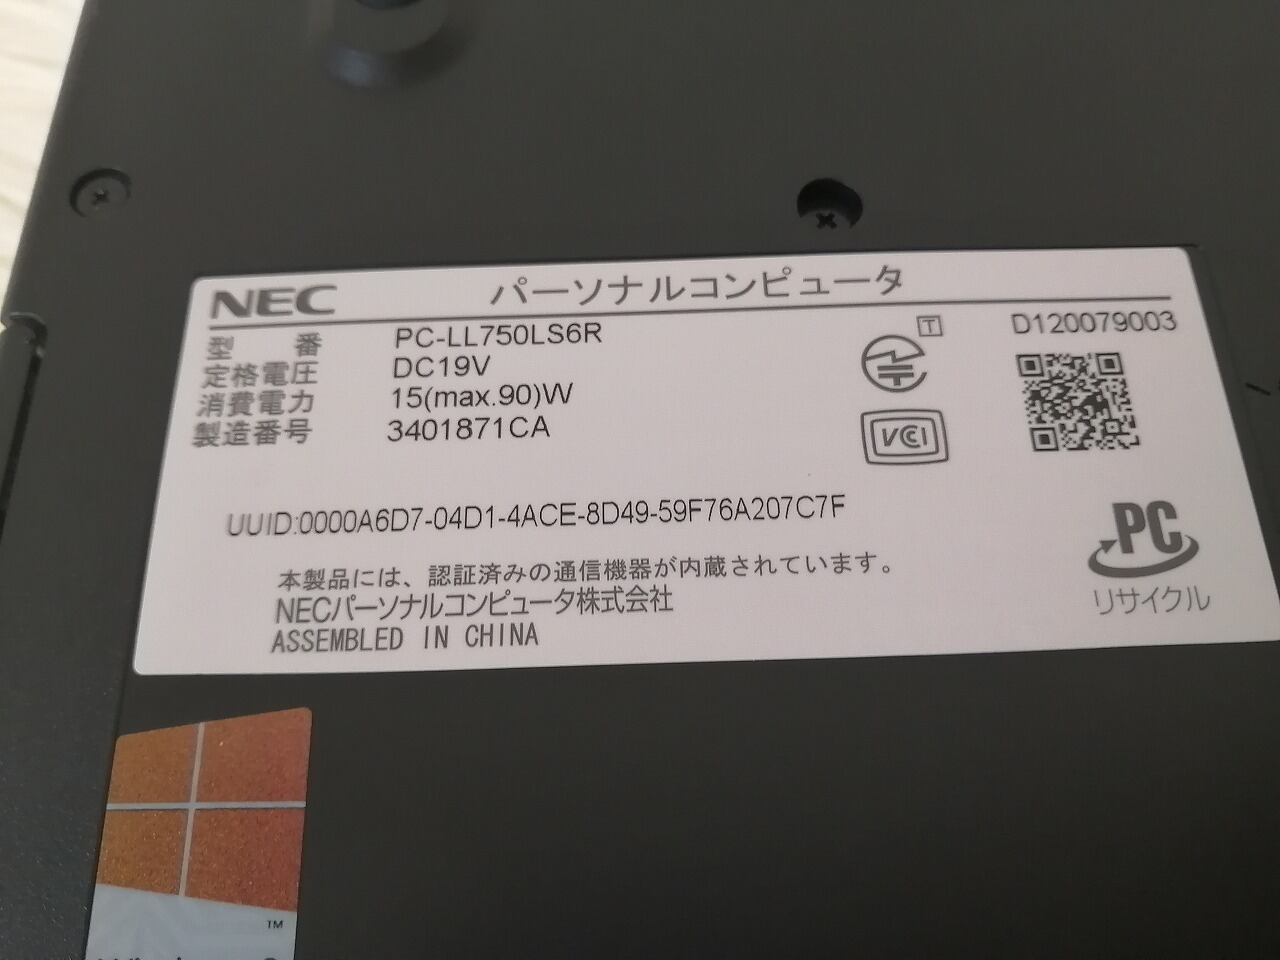 NEC パーソナルコンピュータ
型番 PC-LL750LS6R
定格電圧 DC19V
消費電力 15(max.90)W
製造番号 3401871CA
T
D120079003
VCCI
UUID:0000A6D7-04D1-4ACE-8D49-59F76A207C7F
本製品には、認証済みの通信機器が内蔵されています。
NECパーソナルコンピュータ株式会社
ASSEMBLED IN CHINA
PC
リサイクル
TM